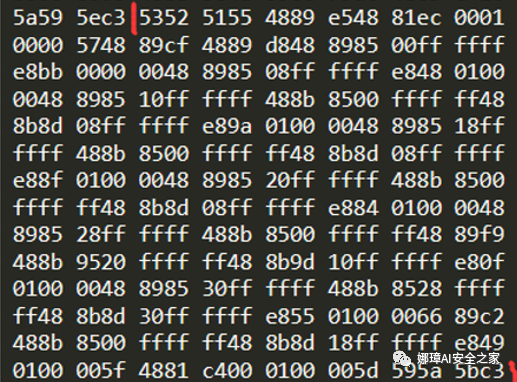 5a59 5ec3 5352 5155 4889 e548 81ec 0001
0000 5748 89cf 4889 d848 8985 00ff ffff
e8bb 0000 0048 8985 08ff ffff e848 0100
0048 8985 10ff ffff 488b 8500 ffff ff48
8b8d 08ff ffff e89a 0100 0048 8985 18ff
ffff 488b 8500 ffff ff48 8b8d 08ff ffff
e88f 0100 0048 8985 20ff ffff 488b 8500
ffff ff48 8b8d 08ff ffff e884 0100 0048
8985 28ff ffff 488b 8500 ffff ff48 89f9
488b 9520 ffff ff48 8b9d 10ff ffff e80f
0100 0048 8985 30ff ffff 488b 8528 ffff
ff48 8b8d 30ff ffff e855 0100 0066 89c2
488b 8500 ffff ff48 8b8d 18ff ffff e849
0100 005f 4881 c400 0100 005d 595a 5bc3
娜璋AI安全之家